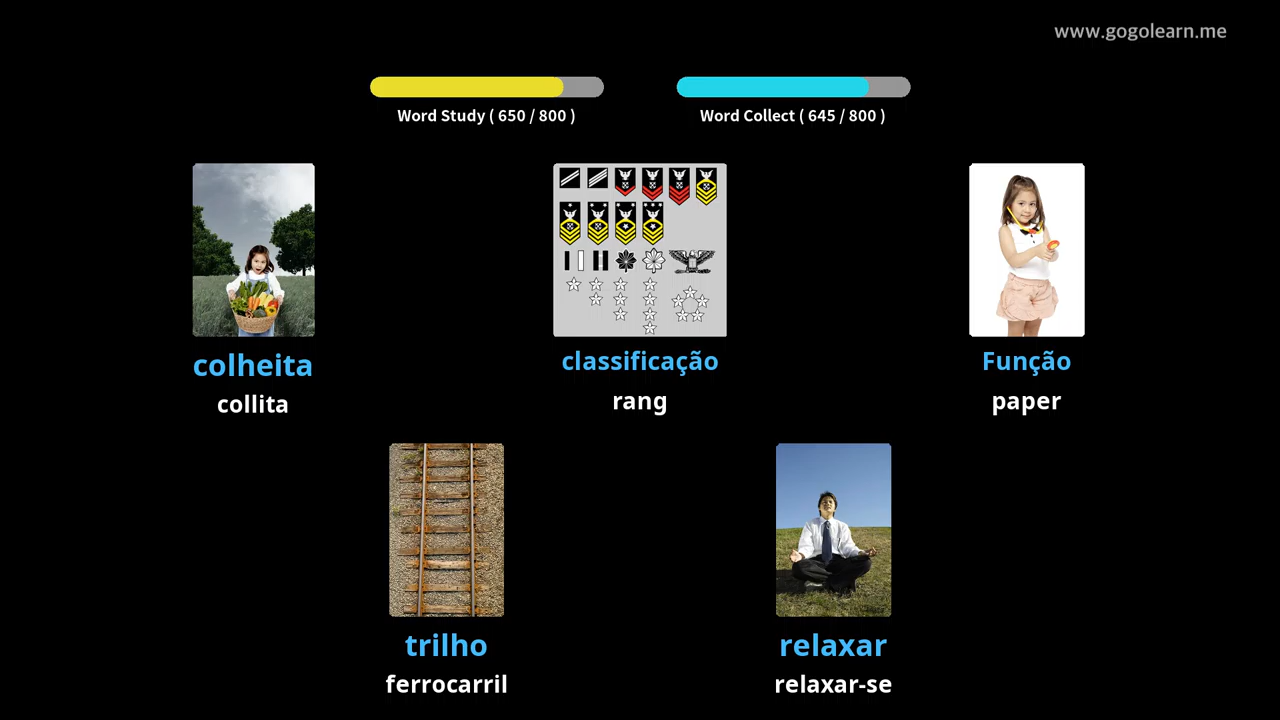 www.gogolearn.me
Word Study ( 650 / 800 )
Word Collect ( 645 / 800 )
colheita
collita
classificação
rang
Função
paper
trilho
ferrocarril
relaxar
relaxar-se